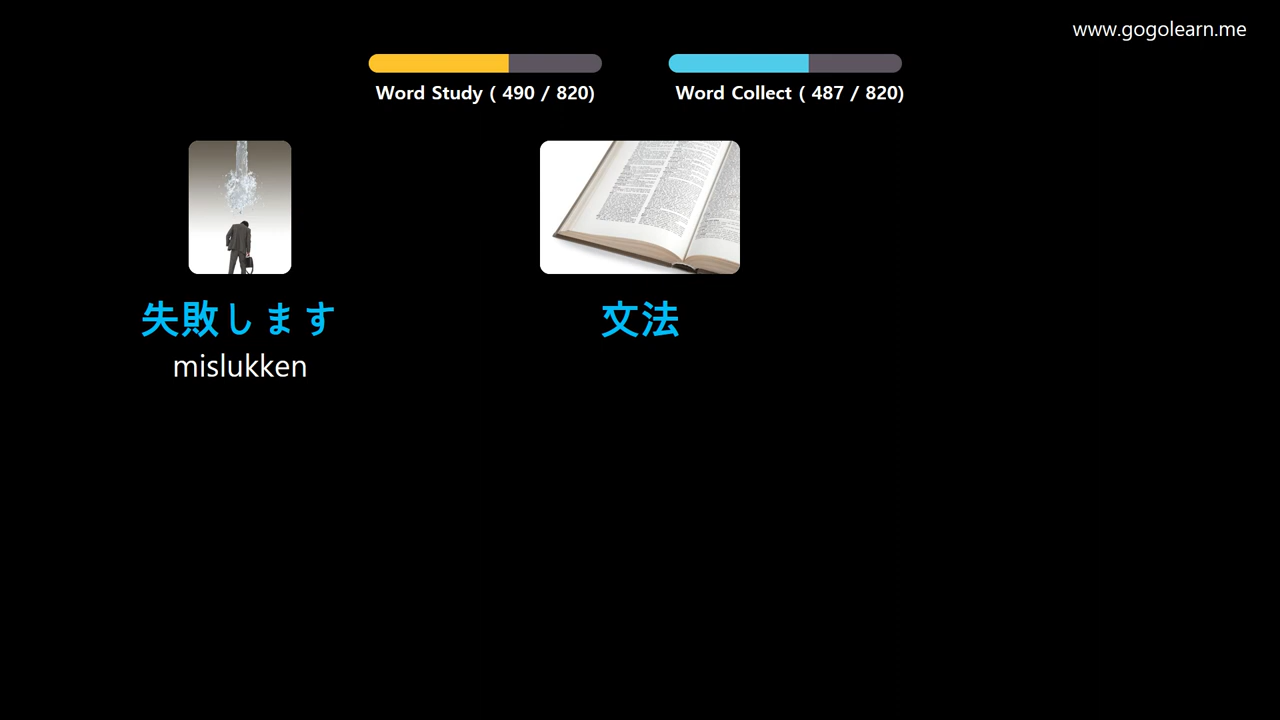 www.gogolearn.me
Word Study ( 490 / 820)
Word Collect ( 487 / 820)
失敗します
mislukken
文法